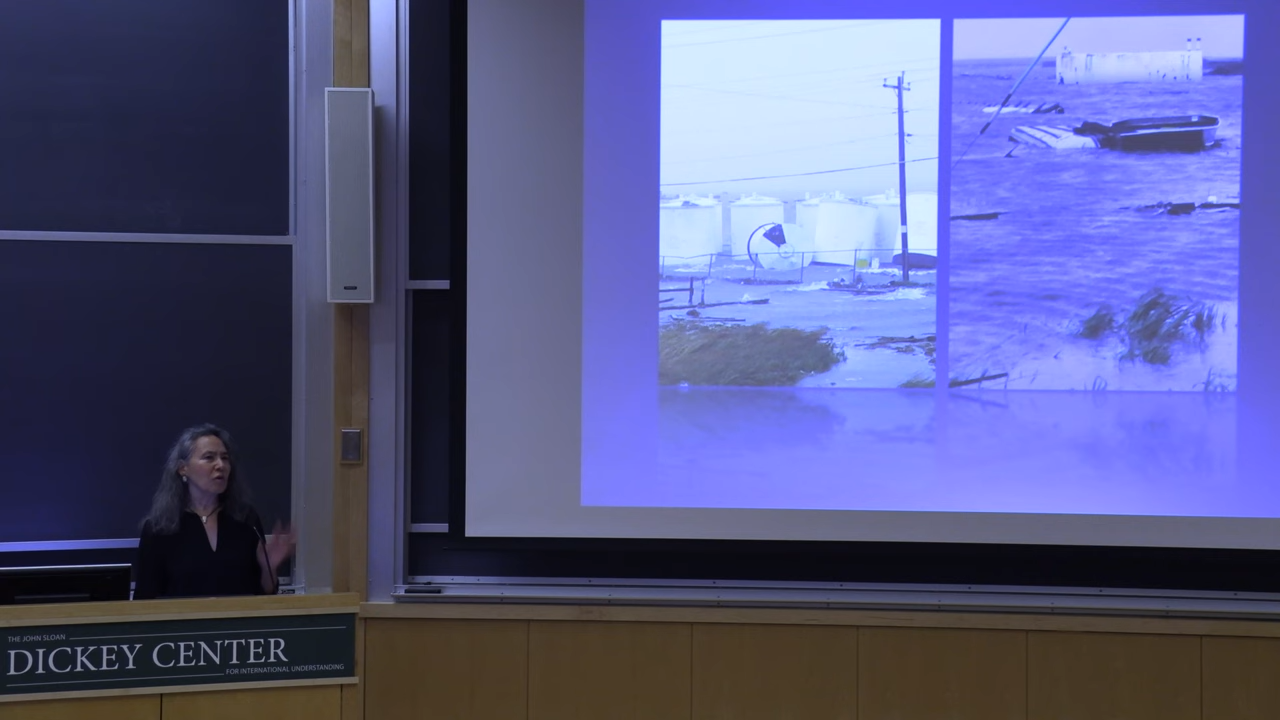 THE JOHN SLOAN
DICKEY CENTER
FOR INTERNATIONAL UNDERSTANDING